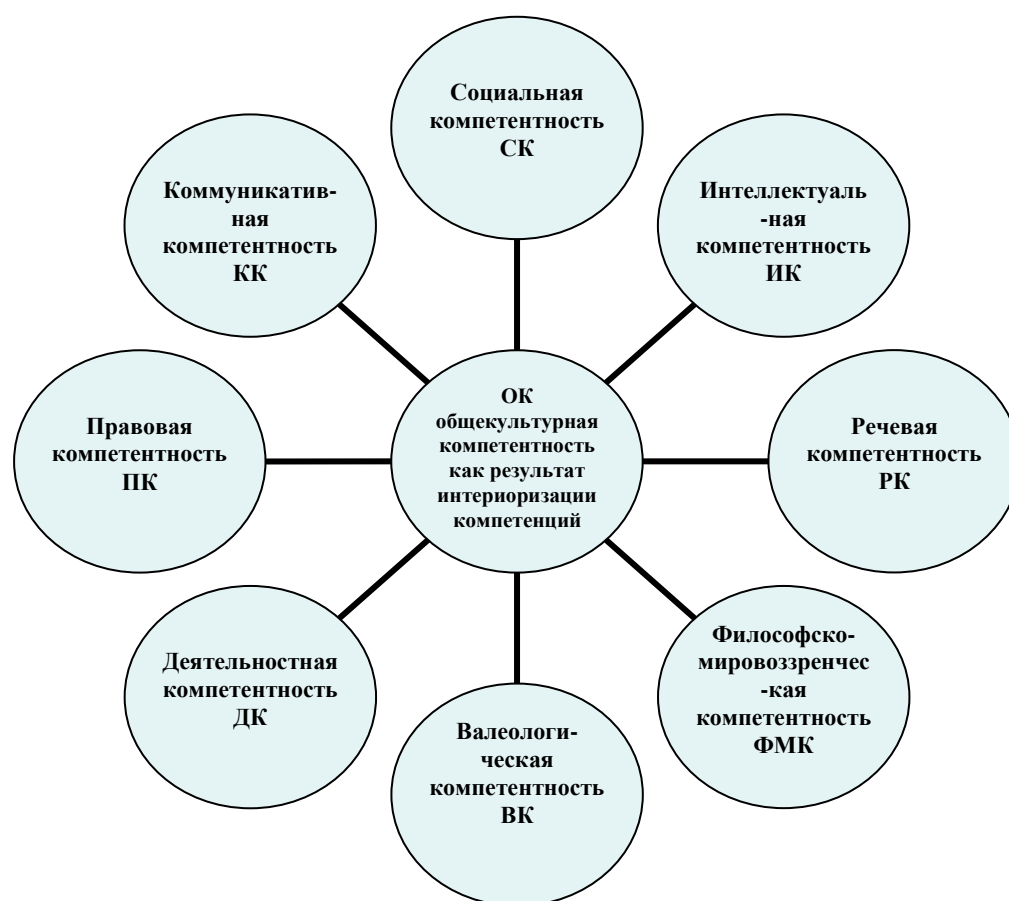 Социальная
компетентность
СК
Коммуникатив-
ная
компетентность
КК
Интеллектуаль
-ная
компетентность
ИК
Правовая
компетентность
ПК
ОК
общекультурная
компетентность
как результат
интериоризации
компетенций
Речевая
компетентность
РК
Деятельностная
компетентность
ДК
Философско-
мировоззренчес
-кая
компетентность
ФМК
Валеологи-
ческая
компетентность
ВК